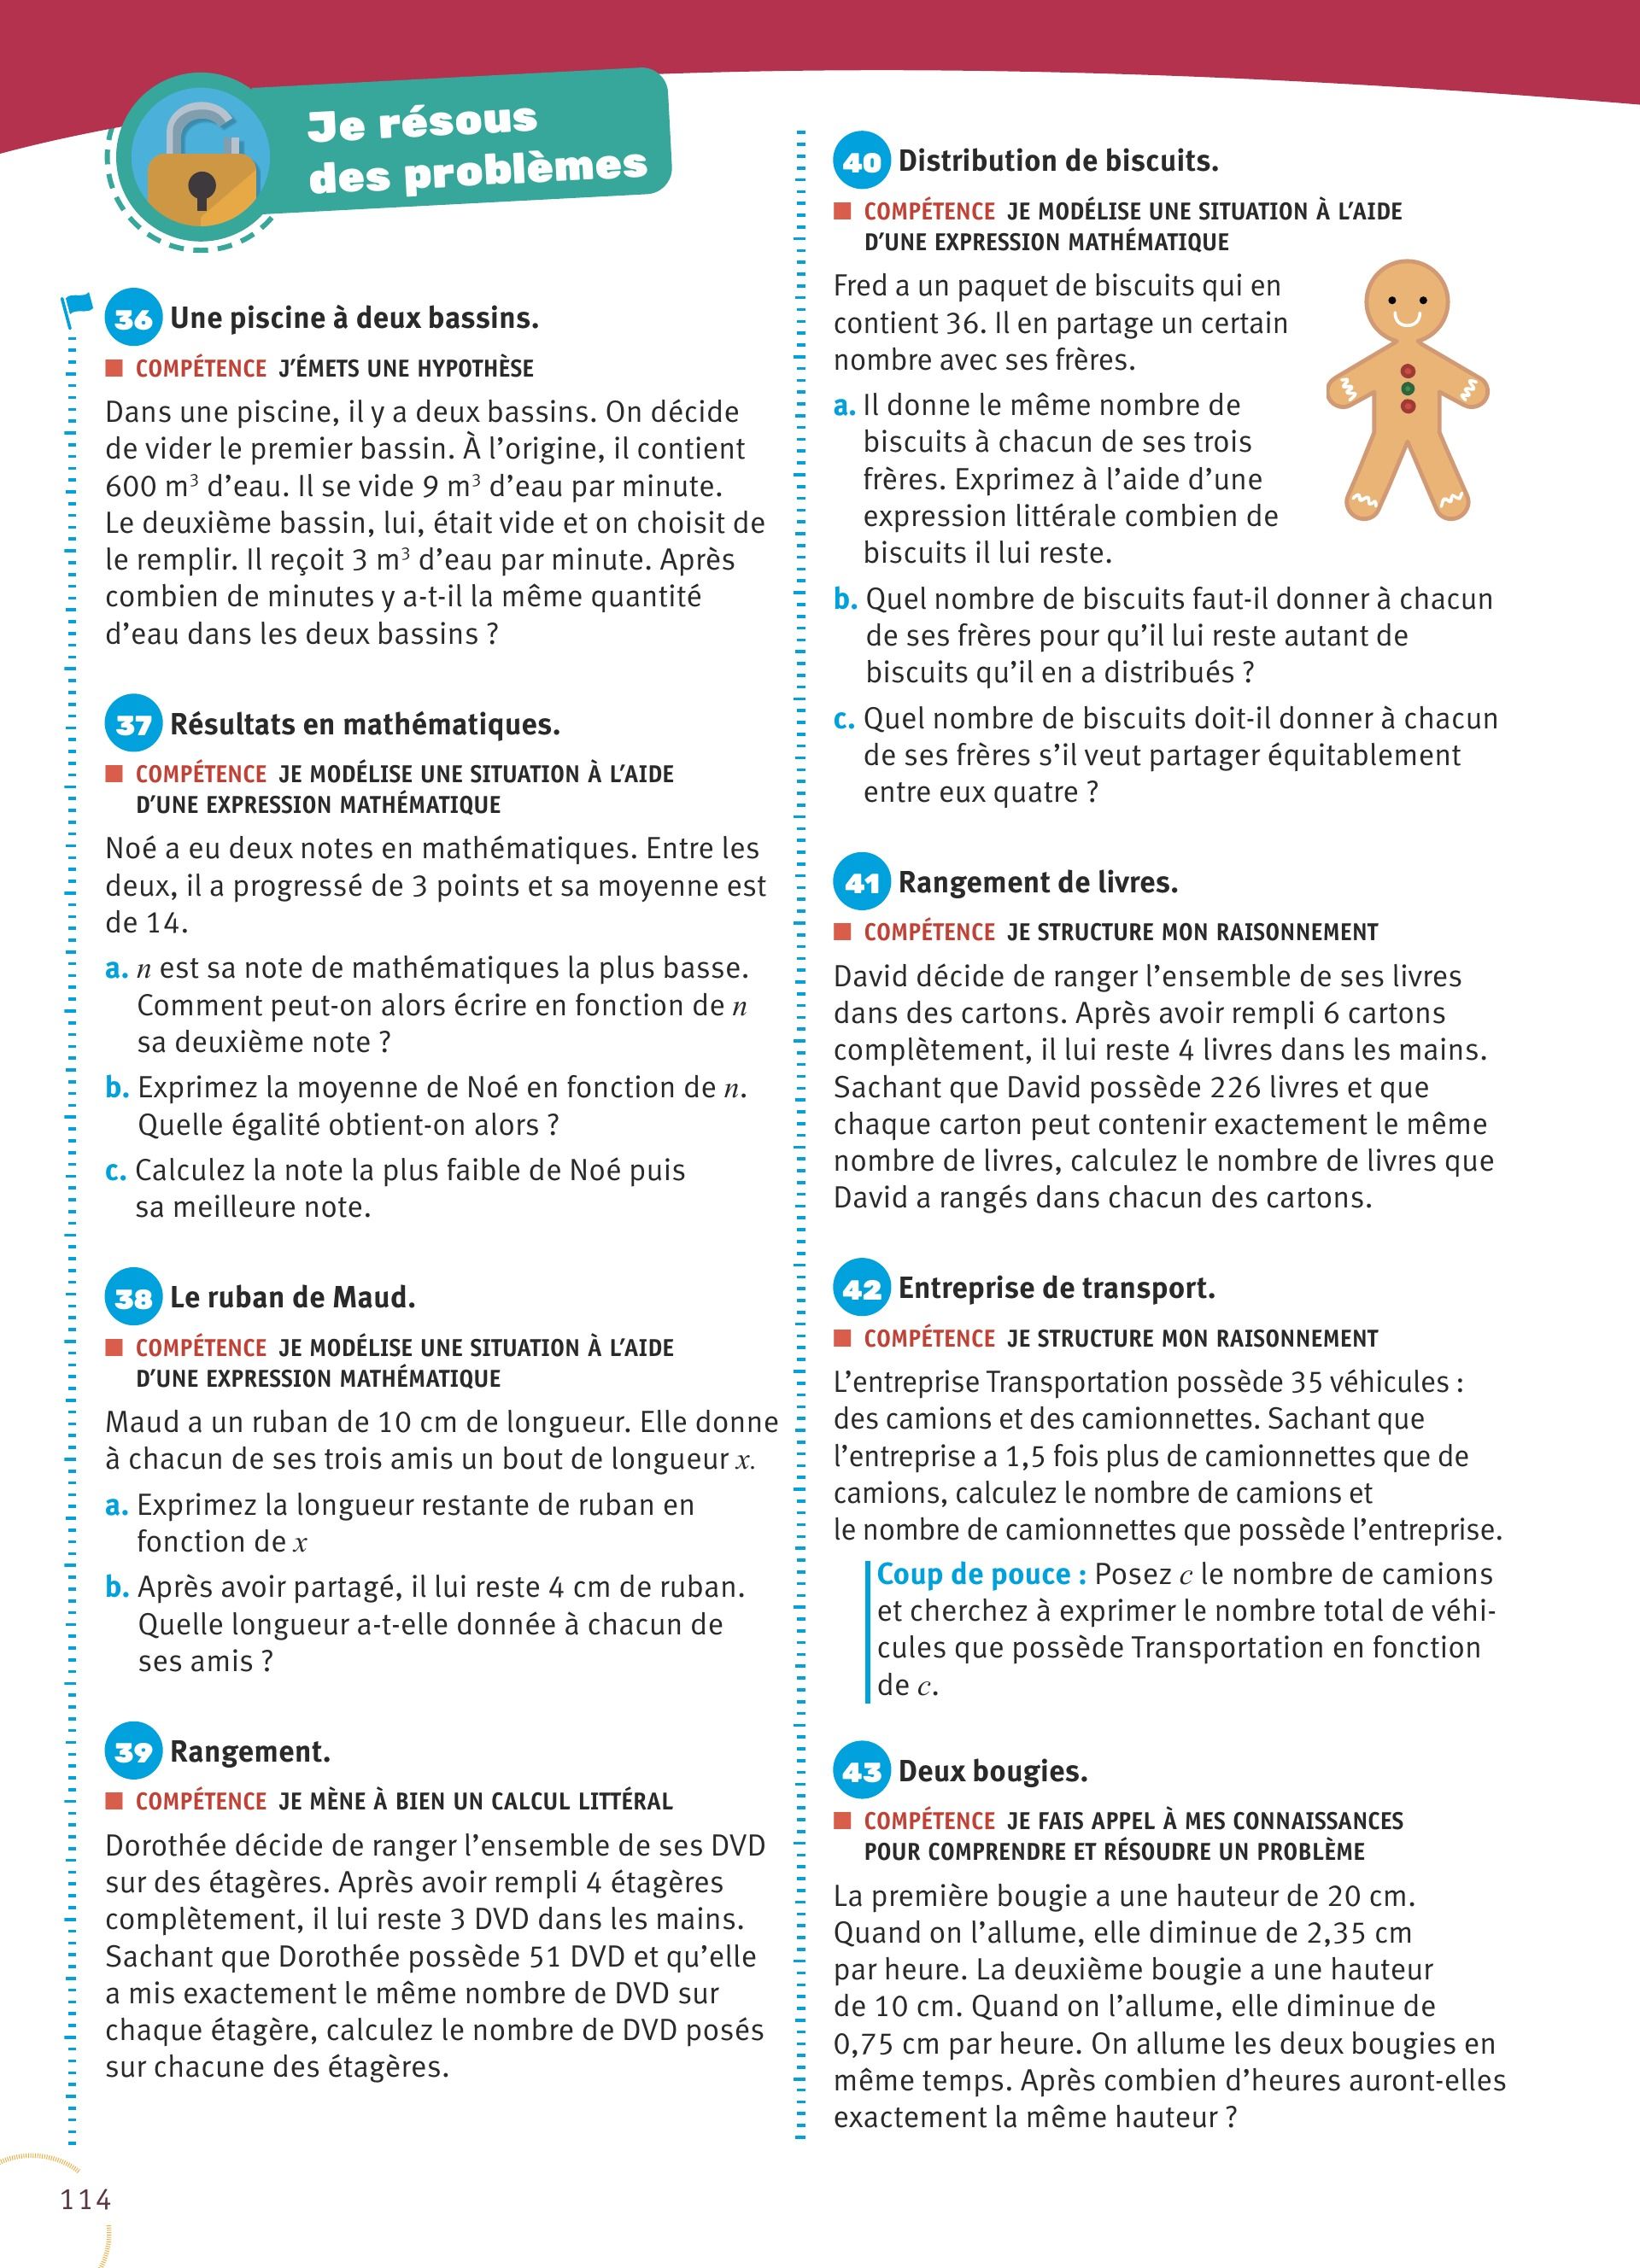 Je résous
des problèmes
36 Une piscine à deux bassins.
COMPÉTENCE J’ÉMETS UNE HYPOTHÈSE
Dans une piscine, il y a deux bassins. On décide
de vider le premier bassin. À l’origine, il contient
600 m³ d’eau. Il se vide 9 m³ d’eau par minute.
Le deuxième bassin, lui, était vide et on choisit de
le remplir. Il reçoit 3 m³ d’eau par minute. Après
combien de minutes y a-t-il la même quantité
d’eau dans les deux bassins ?
37 Résultats en mathématiques.
COMPÉTENCE JE MODÉLISE UNE SITUATION À L’AIDE
D’UNE EXPRESSION MATHÉMATIQUE
Noé a eu deux notes en mathématiques. Entre les
deux, il a progressé de 3 points et sa moyenne est
de 14.
a. n est sa note de mathématiques la plus basse.
Comment peut-on alors écrire en fonction de n
sa deuxième note ?
b. Exprimez la moyenne de Noé en fonction de n.
Quelle égalité obtient-on alors ?
c. Calculez la note la plus faible de Noé puis
sa meilleure note.
38 Le ruban de Maud.
COMPÉTENCE JE MODÉLISE UNE SITUATION À L’AIDE
D’UNE EXPRESSION MATHÉMATIQUE
Maud a un ruban de 10 cm de longueur. Elle donne
à chacun de ses trois amis un bout de longueur x.
a. Exprimez la longueur restante de ruban en
fonction de x
b. Après avoir partagé, il lui reste 4 cm de ruban.
Quelle longueur a-t-elle donnée à chacun de
ses amis ?
39 Rangement.
COMPÉTENCE JE MÈNE À BIEN UN CALCUL LITTÉRAL
Dorothée décide de ranger l’ensemble de ses DVD
sur des étagères. Après avoir rempli 4 étagères
complètement, il lui reste 3 DVD dans les mains.
Sachant que Dorothée possède 51 DVD et qu’elle
a mis exactement le même nombre de DVD sur
chaque étagère, calculez le nombre de DVD posés
sur chacune des étagères.
40 Distribution de biscuits.
COMPÉTENCE JE MODÉLISE UNE SITUATION À L’AIDE
D’UNE EXPRESSION MATHÉMATIQUE
Fred a un paquet de biscuits qui en
contient 36. Il en partage un certain
nombre avec ses frères.
a. Il donne le même nombre de
biscuits à chacun de ses trois
frères. Exprimez à l’aide d’une
expression littérale combien de
biscuits il lui reste.
b. Quel nombre de biscuits faut-il donner à chacun
de ses frères pour qu’il lui reste autant de
biscuits qu’il en a distribués ?
c. Quel nombre de biscuits doit-il donner à chacun
de ses frères s’il veut partager équitablement
entre eux quatre ?
41 Rangement de livres.
COMPÉTENCE JE STRUCTURE MON RAISONNEMENT
David décide de ranger l’ensemble de ses livres
dans des cartons. Après avoir rempli 6 cartons
complètement, il lui reste 4 livres dans les mains.
Sachant que David possède 226 livres et que
chaque carton peut contenir exactement le même
nombre de livres, calculez le nombre de livres que
David a rangés dans chacun des cartons.
42 Entreprise de transport.
COMPÉTENCE JE STRUCTURE MON RAISONNEMENT
L’entreprise Transportation possède 35 véhicules :
des camions et des camionnettes. Sachant que
l’entreprise a 1,5 fois plus de camionnettes que de
camions, calculez le nombre de camions et
le nombre de camionnettes que possède l’entreprise.
Coup de pouce : Posez c le nombre de camions
et cherchez à exprimer le nombre total de véhi-
cules que possède Transportation en fonction
de c.
43 Deux bougies.
COMPÉTENCE JE FAIS APPEL À MES CONNAISSANCES
POUR COMPRENDRE ET RÉSOUDRE UN PROBLÈME
La première bougie a une hauteur de 20 cm.
Quand on l’allume, elle diminue de 2,35 cm
par heure. La deuxième bougie a une hauteur
de 10 cm. Quand on l’allume, elle diminue de
0,75 cm par heure. On allume les deux bougies en
même temps. Après combien d’heures auront-elles
exactement la même hauteur ?
114